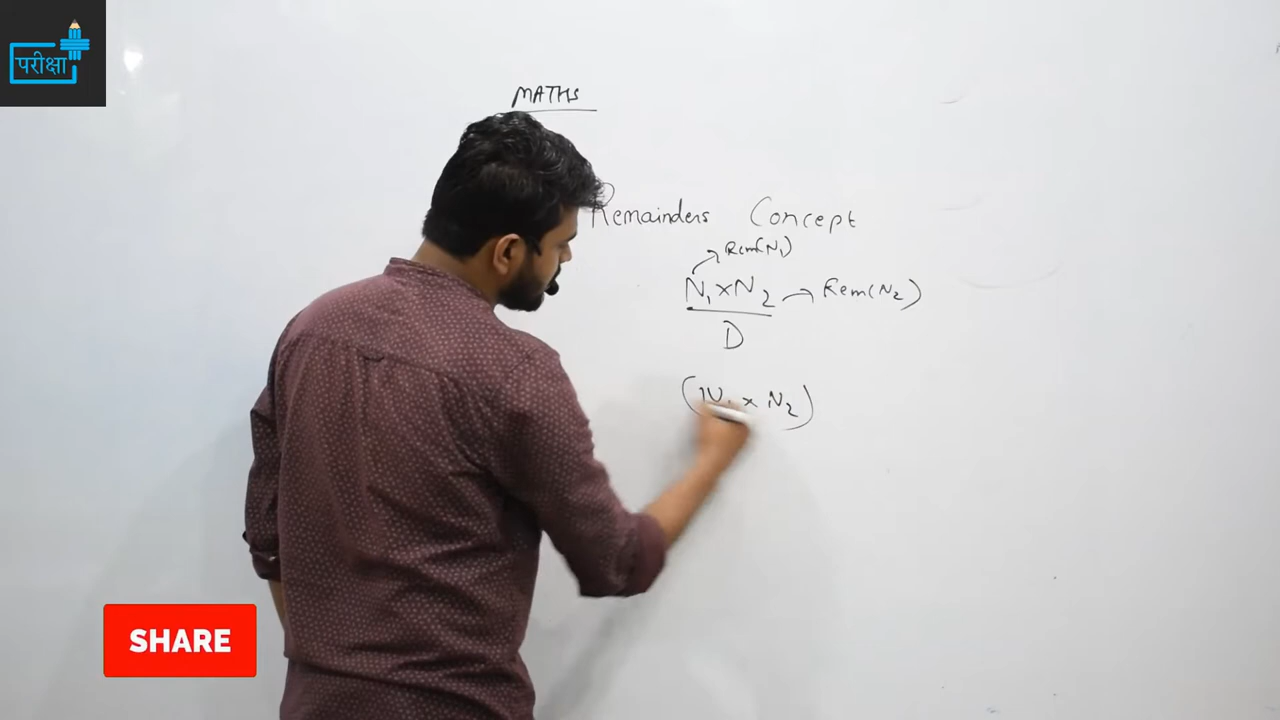 परीक्षा
MATHS
Remainders Concept
Rem(N₁)
N₁ × N₂ → Rem(N₂)
D
(N₁ × N₂)
SHARE